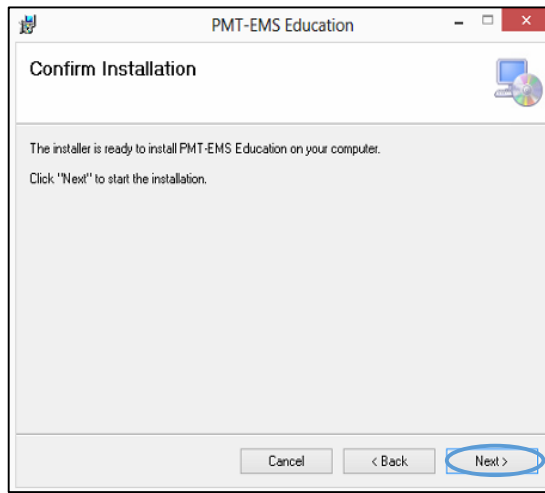 PMT-EMS Education
Confirm Installation
The installer is ready to install PMT-EMS Education on your computer.
Click "Next" to start the installation.
Cancel
< Back
Next >